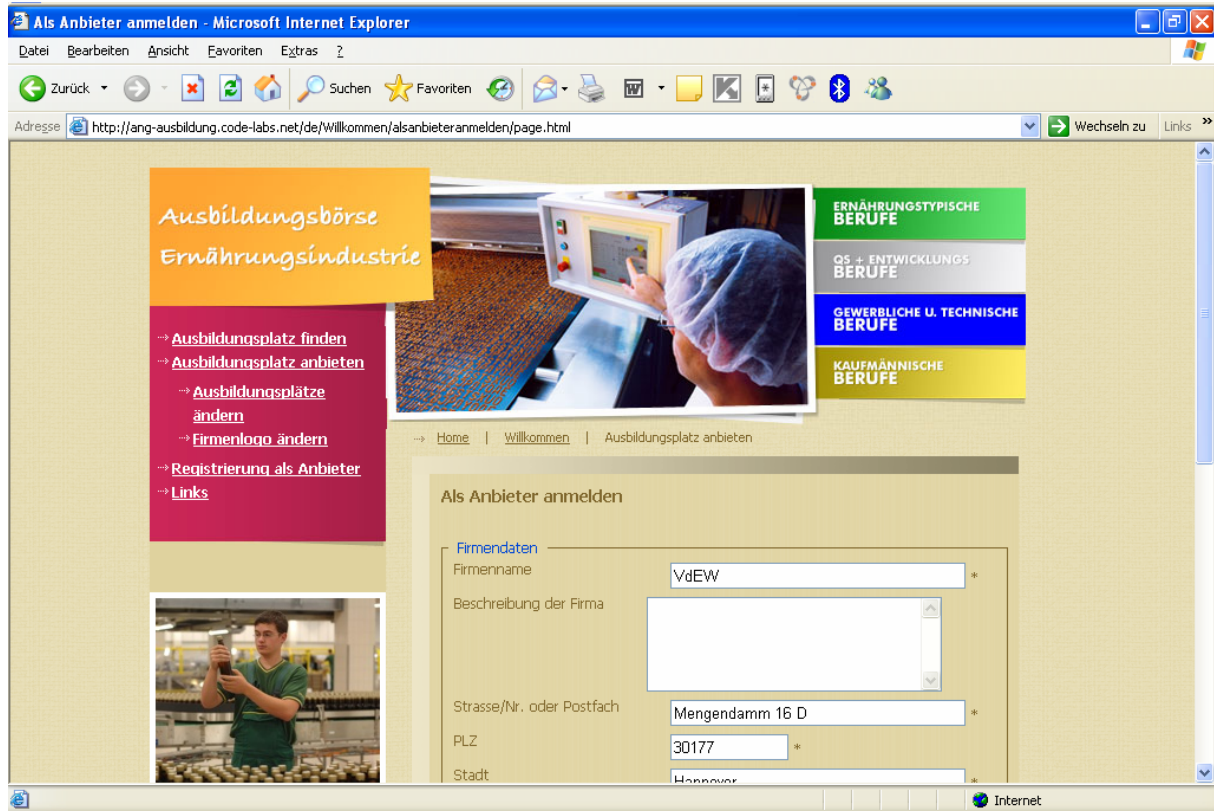 Als Anbieter anmelden - Microsoft Internet Explorer
Datei Bearbeiten Ansicht Favoriten Extras ?
Zurück Suchen Favoriten
Adresse http://ang-ausbildung.code-labs.net/de/Willkommen/alsanbieteranmelden/page.html Wechseln zu Links »
Ausbildungsbörse
Ernährungsindustrie
ERNÄHRUNGSTYPISCHE
BERUFE
QS + ENTWICKLUNGS
BERUFE
GEWERBLICHE U. TECHNISCHE
BERUFE
KAUFMÄNNISCHE
BERUFE
Ausbildungsplatz finden
Ausbildungsplatz anbieten
Ausbildungsplätze
ändern
Firmenlogo ändern
Registrierung als Anbieter
Links
Home | Willkommen | Ausbildungsplatz anbieten
Als Anbieter anmelden
Firmendaten
Firmenname VdEW *
Beschreibung der Firma
Strasse/Nr. oder Postfach Mengendamm 16 D *
PLZ 30177 *
Stadt Hannover *
Internet